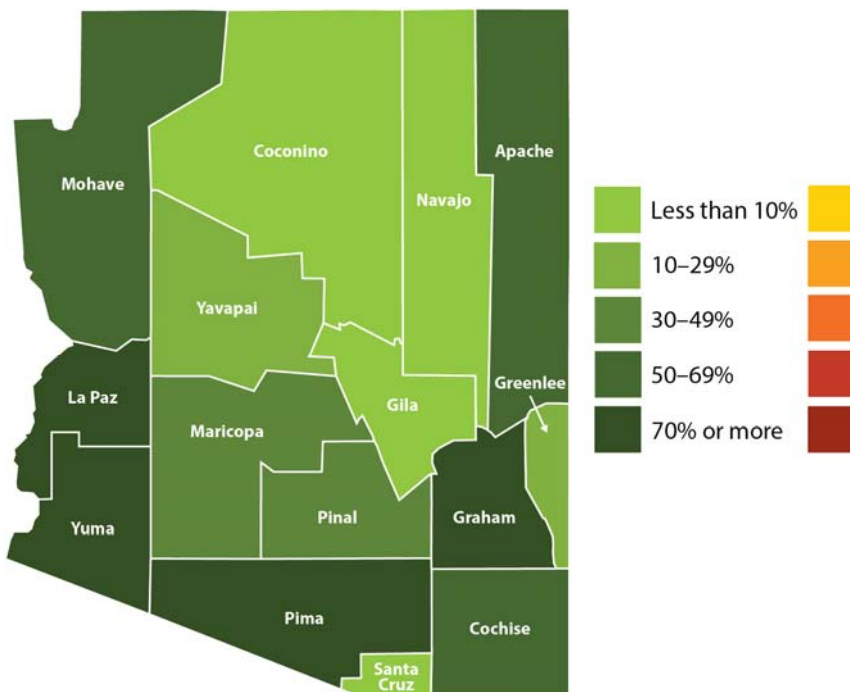 Coconino
Apache
Mohave
Navajo
Yavapai
Greenlee
La Paz
Gila
Maricopa
Yuma
Pinal
Graham
Pima
Cochise
Santa
Cruz
Less than 10%
10–29%
30–49%
50–69%
70% or more